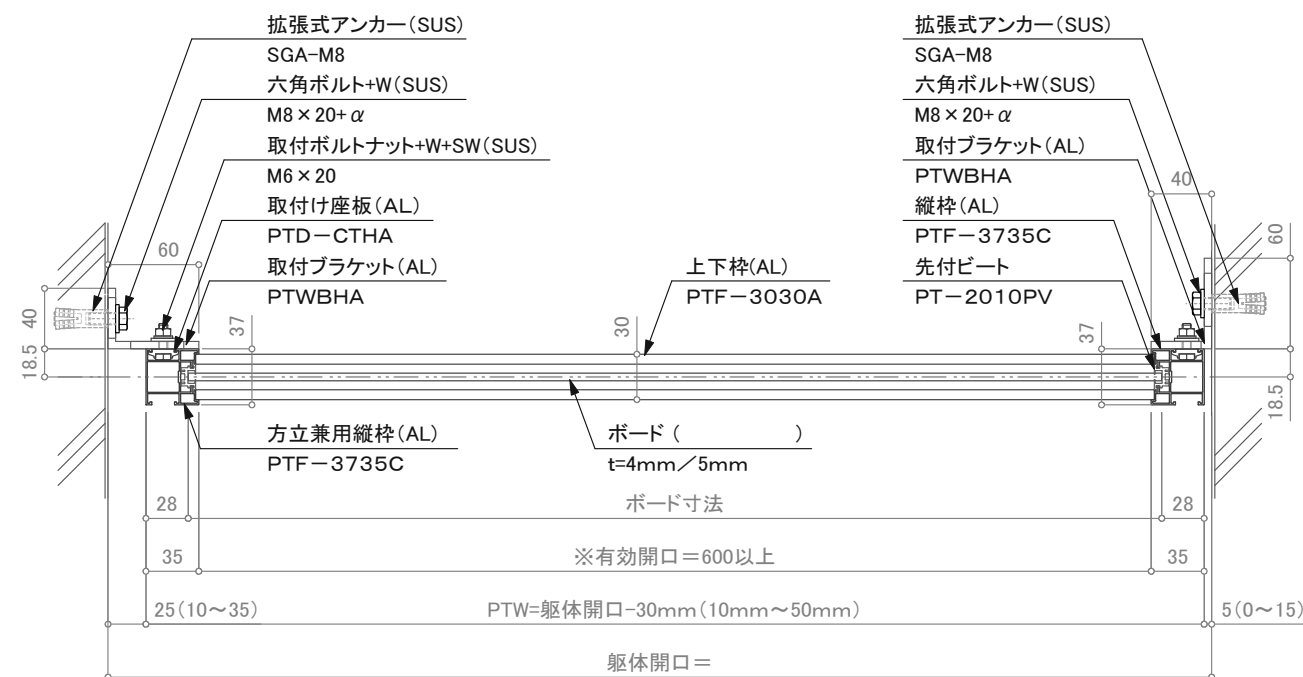 拡張式アンカー(SUS)
SGA-M8
六角ボルト+W(SUS)
M8×20+α
取付ボルトナット+W+SW(SUS)
M6×20
取付け座板(AL)
PTD-CTHA
取付ブラケット(AL)
PTWBHA
上下枠(AL)
PTF-3030A
拡張式アンカー(SUS)
SGA-M8
六角ボルト+W(SUS)
M8×20+α
取付ブラケット(AL)
PTWBHA
縦枠(AL)
PTF-3735C
先付ビート
PT-2010PV
60
40
18.5
37
30
37
40
60
18.5
方立兼用縦枠(AL)
PTF-3735C
ボード ( )
t=4mm/5mm
28
ボード寸法
28
35
※有効開口=600以上
35
25(10~35)
PTW=躯体開口-30mm(10mm~50mm)
5(0~15)
躯体開口=